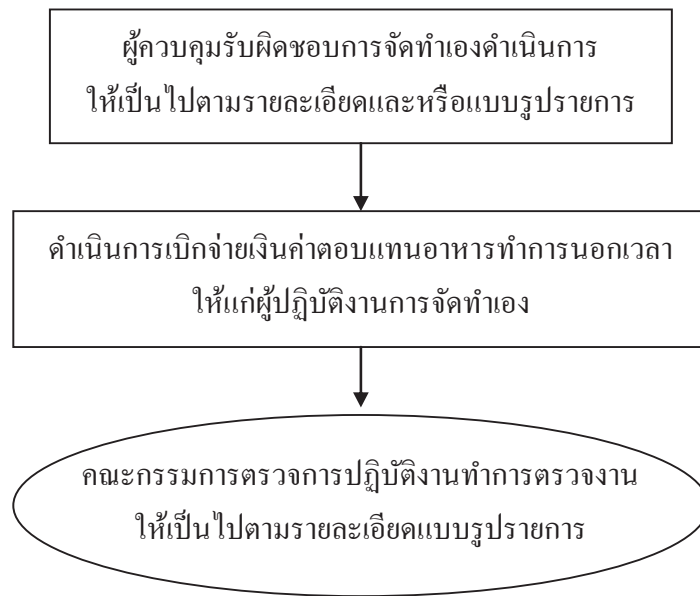 ผู้ควบคุมรับผิดชอบการจัดทำเองดำเนินการ
ให้เป็นไปตามรายละเอียดและหรือแบบรูปรายการ
ดำเนินการเบิกจ่ายเงินค่าตอบแทนอาหารทำการนอกเวลา
ให้แก่ผู้ปฏิบัติงานการจัดทำเอง
คณะกรรมการตรวจการปฏิบัติงานทำการตรวจงาน
ให้เป็นไปตามรายละเอียดแบบรูปรายการ